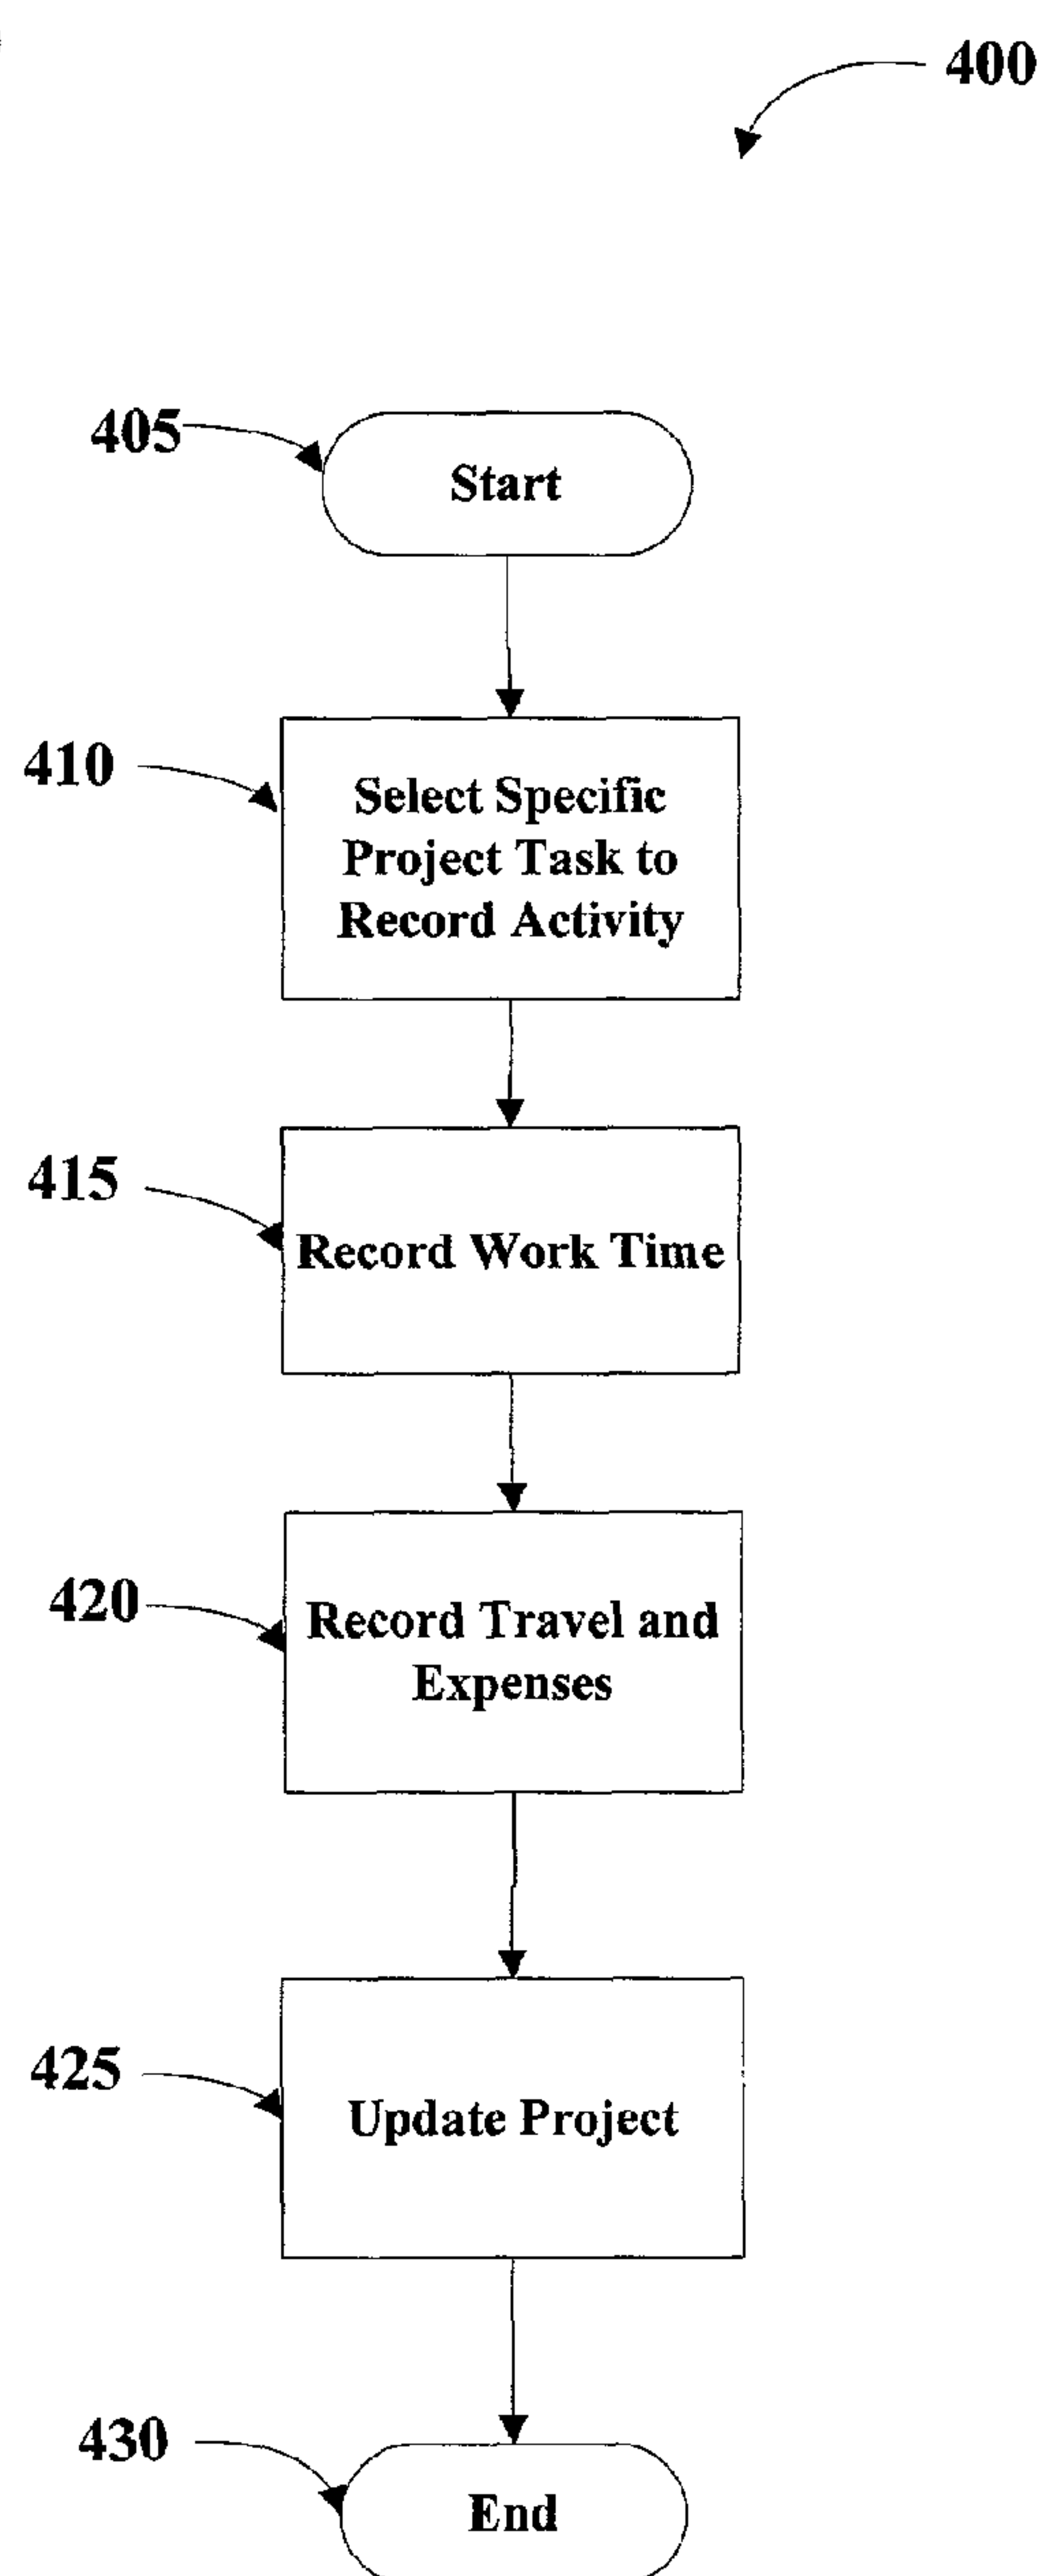 400
405
Start
410
Select Specific
Project Task to
Record Activity
415
Record Work Time
420
Record Travel and
Expenses
425
Update Project
430
End